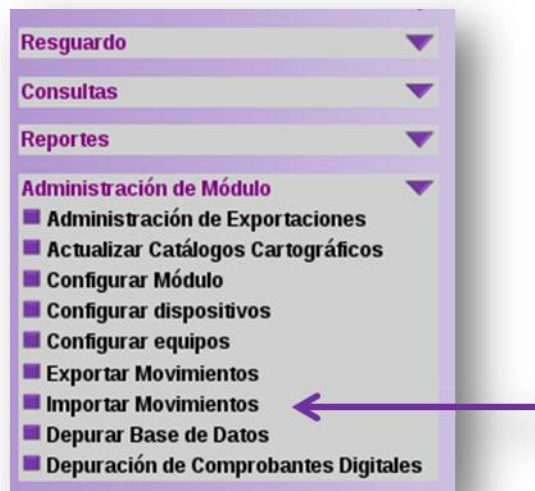 Resguardo
Consultas
Reportes
Administración de Módulo
Administración de Exportaciones
Actualizar Catálogos Cartográficos
Configurar Módulo
Configurar dispositivos
Configurar equipos
Exportar Movimientos
Importar Movimientos
Depurar Base de Datos
Depuración de Comprobantes Digitales